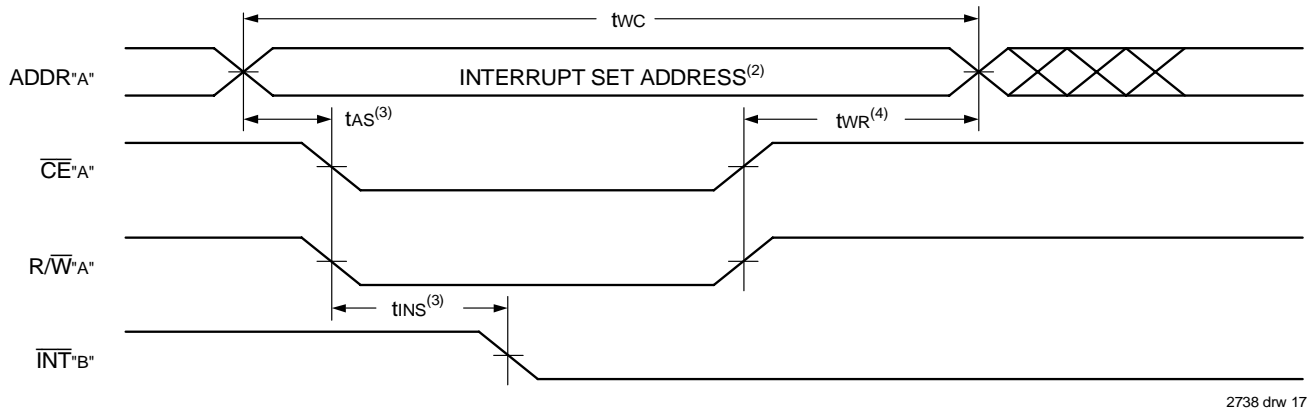 tWC
ADDR"A"
INTERRUPT SET ADDRESS(2)
tAS(3)
tWR(4)
CE"A"
R/W"A"
tINS(3)
INT"B"
2738 drw 17